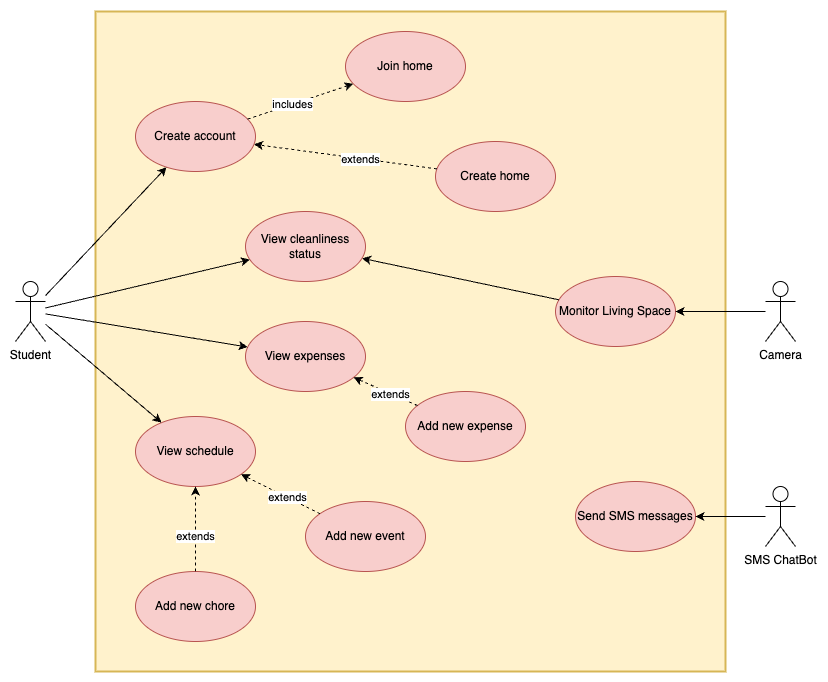 Join home
includes
Create account
extends
Create home
View cleanliness
status
Monitor Living Space
Student
Camera
View expenses
extends
Add new expense
View schedule
extends
Send SMS messages
extends
Add new event
SMS ChatBot
Add new chore